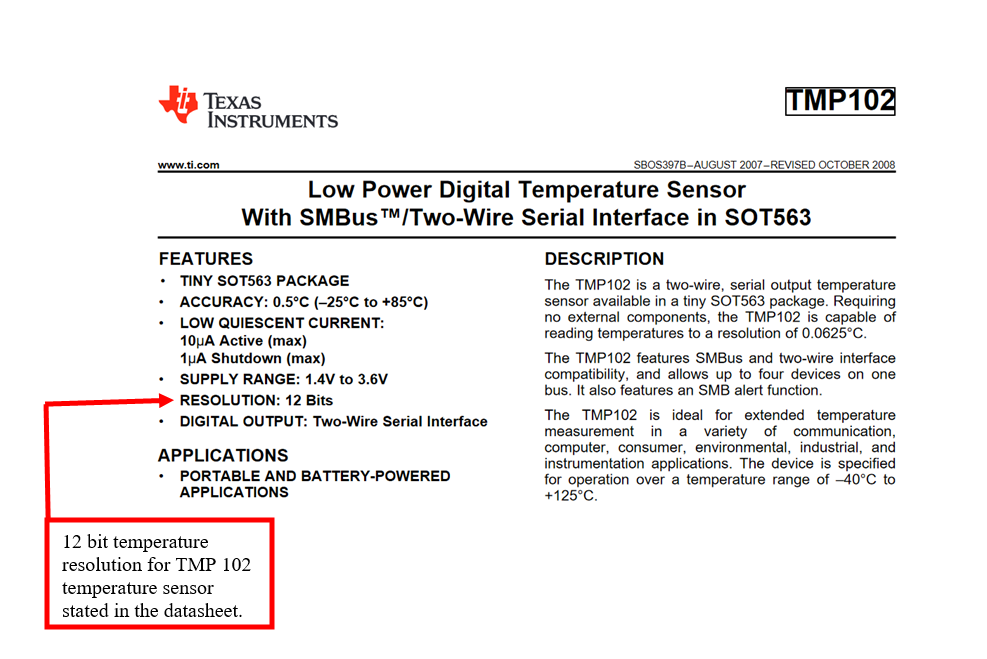 TEXAS
INSTRUMENTS
TMP102
www.ti.com
SBOS397B–AUGUST 2007–REVISED OCTOBER 2008
Low Power Digital Temperature Sensor
With SMBus™/Two-Wire Serial Interface in SOT563
FEATURES
• TINY SOT563 PACKAGE
• ACCURACY: 0.5°C (–25°C to +85°C)
• LOW QUIESCENT CURRENT:
10μA Active (max)
1μA Shutdown (max)
• SUPPLY RANGE: 1.4V to 3.6V
• RESOLUTION: 12 Bits
• DIGITAL OUTPUT: Two-Wire Serial Interface
APPLICATIONS
• PORTABLE AND BATTERY-POWERED
APPLICATIONS
DESCRIPTION
The TMP102 is a two-wire, serial output temperature
sensor available in a tiny SOT563 package. Requiring
no external components, the TMP102 is capable of
reading temperatures to a resolution of 0.0625°C.
The TMP102 features SMBus and two-wire interface
compatibility, and allows up to four devices on one
bus. It also features an SMB alert function.
The TMP102 is ideal for extended temperature
measurement in a variety of communication,
computer, consumer, environmental, industrial, and
instrumentation applications. The device is specified
for operation over a temperature range of –40°C to
+125°C.
12 bit temperature
resolution for TMP 102
temperature sensor
stated in the datasheet.